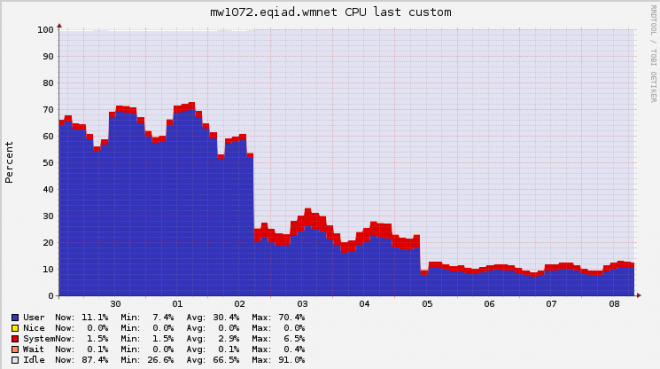 mw1072.eqiad.wmnet CPU last custom
RRDTOOL / TOBI OETIKER
Percent
100
90
80
70
60
50
40
30
20
10
0
30 01 02 03 04 05 06 07 08
User Now: 11.1% Min: 7.4% Avg: 30.4% Max: 70.4%
Nice Now: 0.0% Min: 0.0% Avg: 0.0% Max: 0.0%
SystemNow: 1.5% Min: 1.5% Avg: 2.9% Max: 6.5%
Wait Now: 0.1% Min: 0.0% Avg: 0.1% Max: 0.4%
Idle Now: 87.4% Min: 26.6% Avg: 66.5% Max: 91.0%